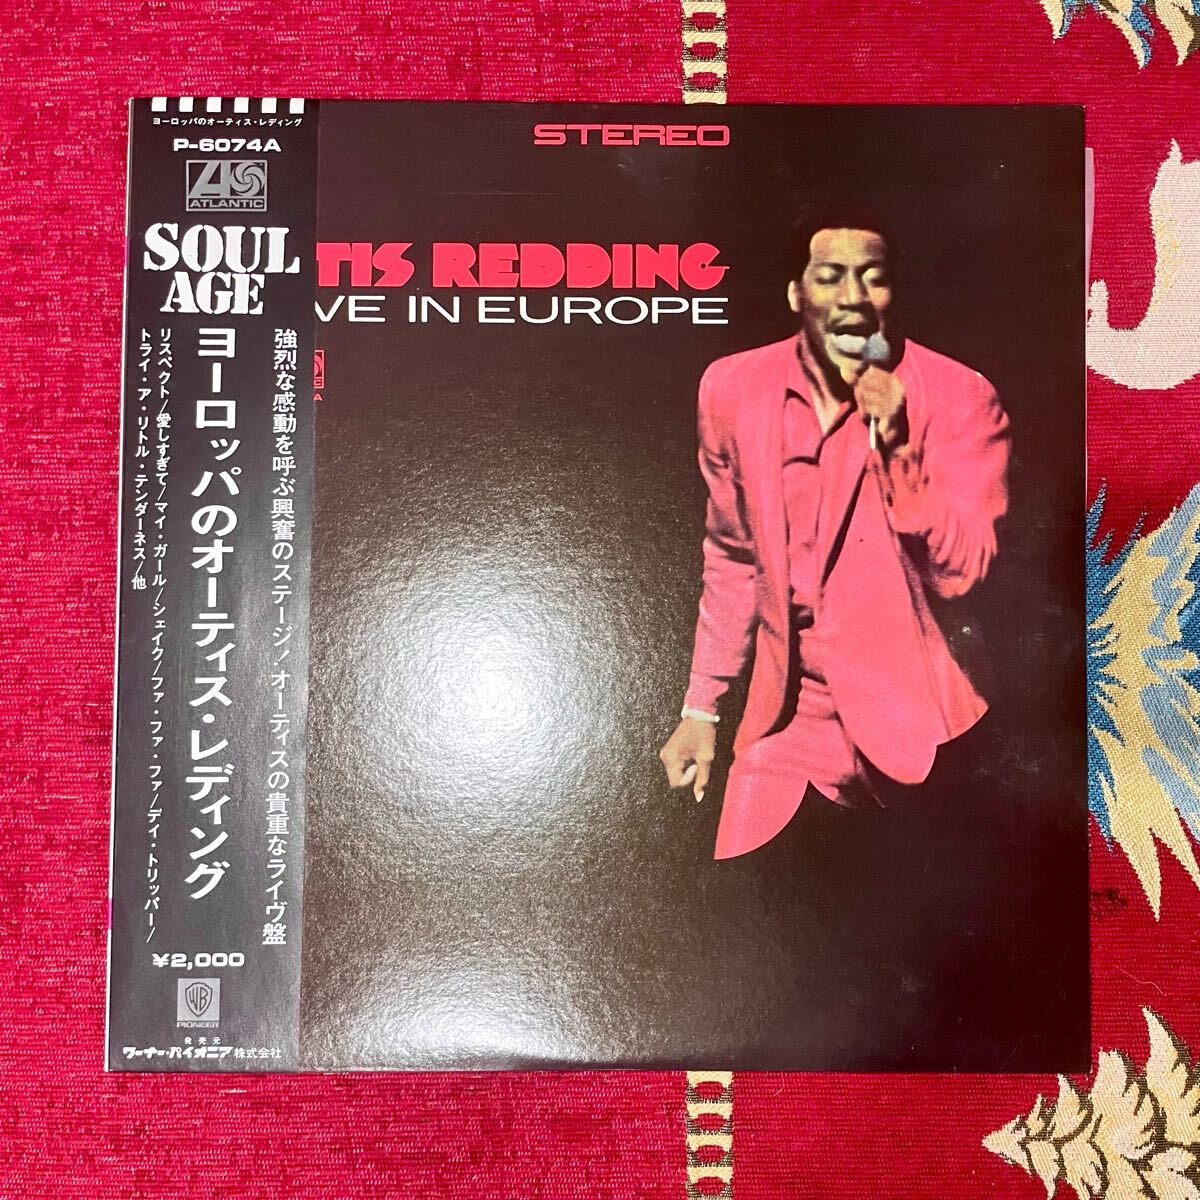 ヨーロッパのオーティス・レディング
P-6074A
ATLANTIC
SOUL
AGE
強烈な感動を呼ぶ興奮のステージ!オーティスの貴重なライヴ盤
ヨーロッパのオーティス・レディング
リスペクト/愛しすぎて/マイ・ガール/シェイク/ファ・ファ・ファ/デイ・トリッパー/
トライ・ア・リトル・テンダーネス/他
¥2,000
WB
PIONEER
発売元
ワーナー・パイオニア株式会社
STEREO
TIS REDDING
VE IN EUROPE